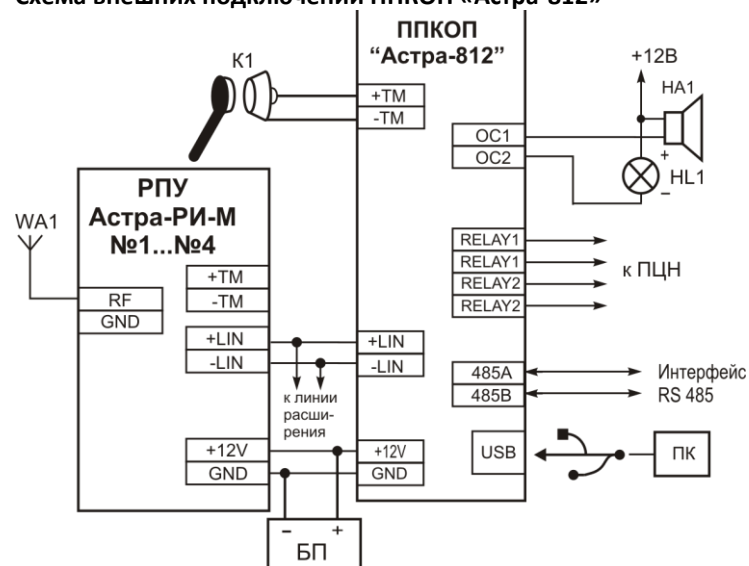 Схема внешних подключений ППКОП «Астра-812»
ППКОП
“Астра-812”
К1
+ТМ
-ТМ
ОС1
ОС2
+12В
НА1
+
HL1
−
РПУ
Астра-РИ-М
№1...№4
WA1
RF
GND
+ТМ
-ТМ
+LIN
-LIN
+12V
GND
к линии
расши-
рения
RELAY1
RELAY1
RELAY2
RELAY2
к ПЦН
+LIN
-LIN
485A
485B
Интерфейс
RS 485
+12V
GND
USB
ПК
− +
БП